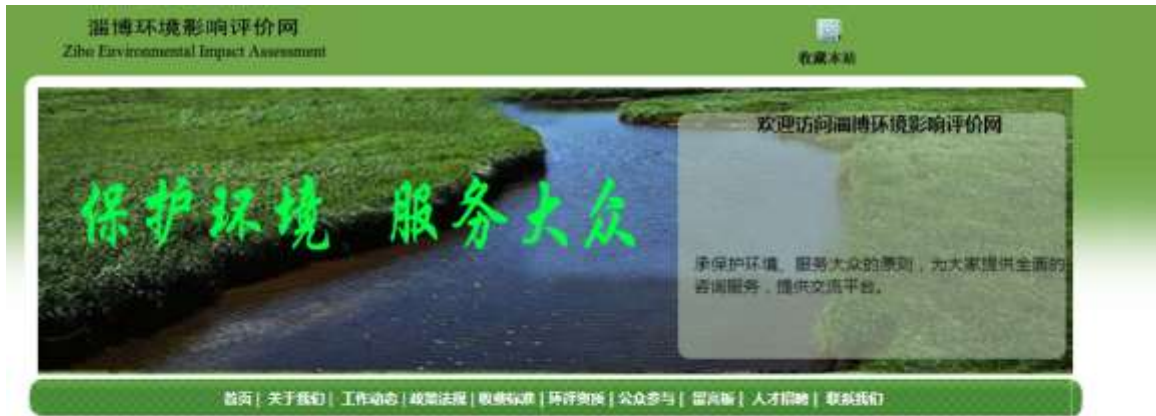 淄博环境影响评价网
Zibo Environmental Impact Assessment
收藏本站
欢迎访问淄博环境影响评价网
保护环境 服务大众
承保护环境、服务大众的原则，为大家提供全面的
咨询服务，提供交流平台。
首页| 关于我们| 工作动态|政策法规|收费标准|环评资质|公众参与| 留言板| 人才招聘| 联系我们